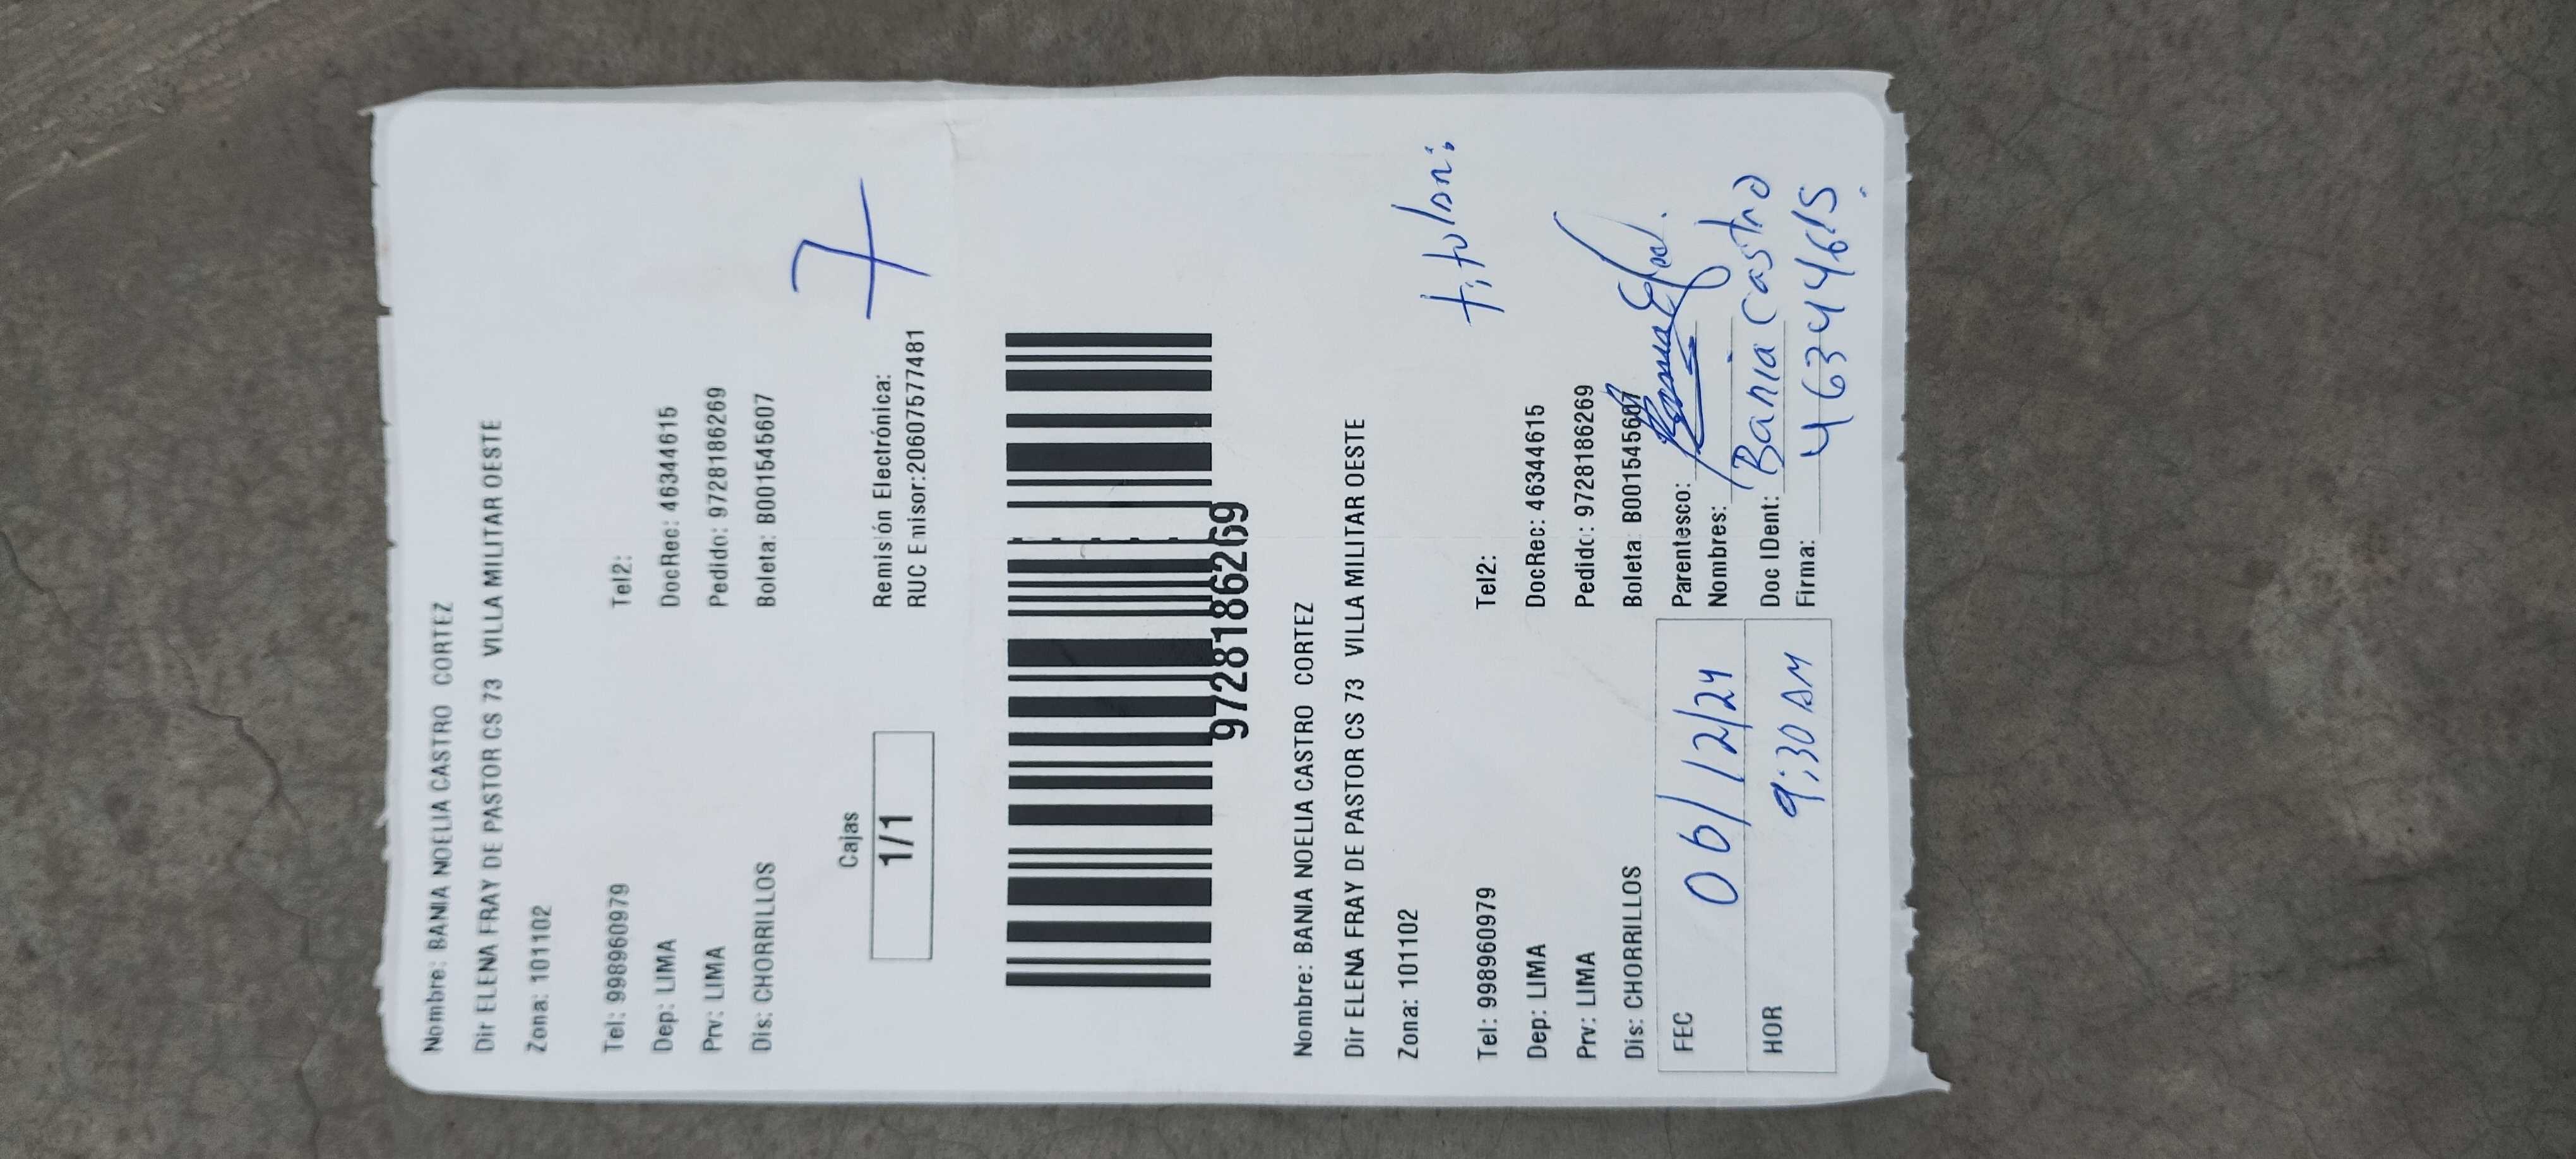 Nombre: BANIA NOELIA CASTRO CORTEZ
Dir ELENA FRAY DE PASTOR CS 73 VILLA MILITAR OESTE
Zona: 101102
Tel: 998960979 Tel2:
Dep: LIMA DocRec: 46344615
Prv: LIMA Pedido: 9728186269
Dis: CHORRILLOS Boleta: B001545607
7
Cajas
1/1
Remisión Electrónica:
RUC Emisor:20607577481
9728186269
Nombre: BANIA NOELIA CASTRO CORTEZ
Dir ELENA FRAY DE PASTOR CS 73 VILLA MILITAR OESTE
Zona: 101102
titular
Tel: 998960979 Tel2:
Dep: LIMA DocRec: 46344615
Prv: LIMA Pedido: 9728186269
Dis: CHORRILLOS Boleta: B001545607
FEC 06/12/24
HOR 9:30 AM
Parentesco:
Nombres:
Doc IDent: Bania Castro
Firma: 46344615